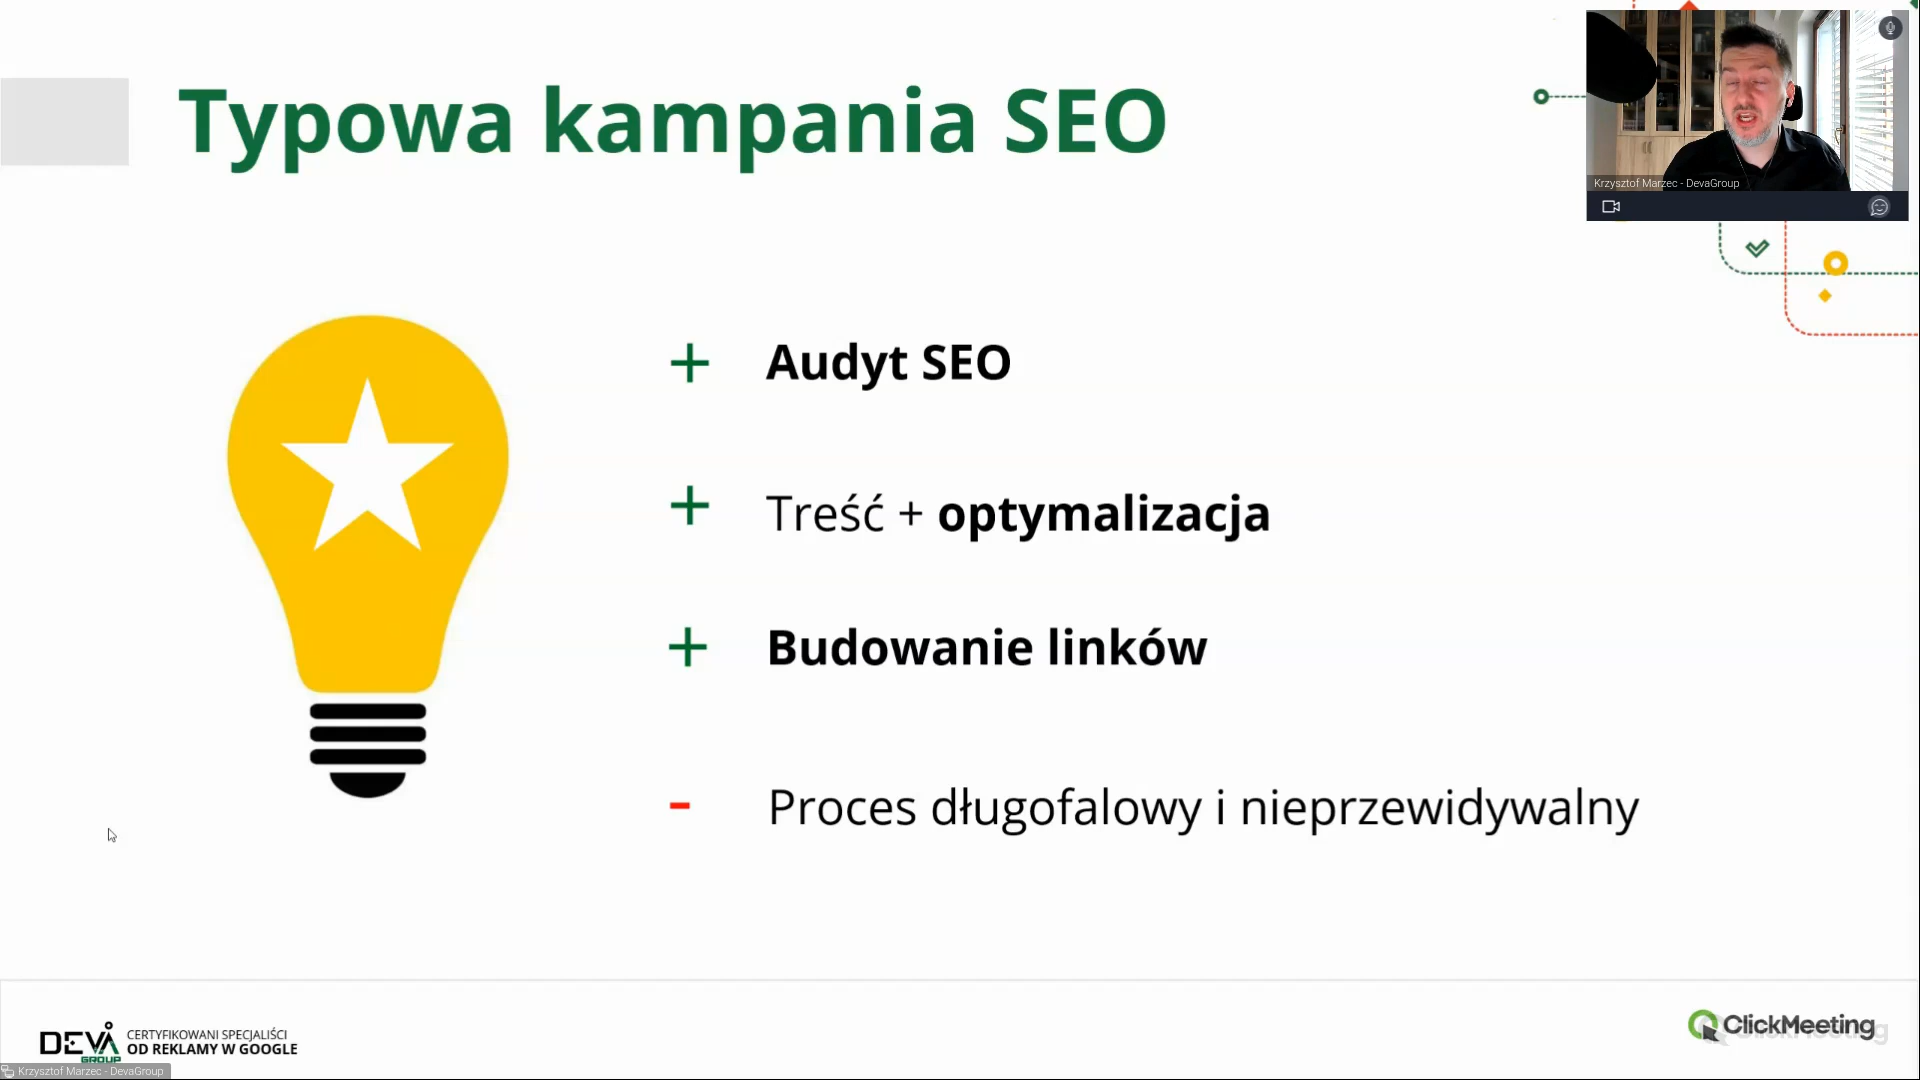 Typowa kampania SEO
Krzysztof Marzec - DevaGroup
+ Audyt SEO
+ Treść + optymalizacja
+ Budowanie linków
- Proces długofalowy i nieprzewidywalny
DEVA GROUP
CERTYFIKOWANI SPECJALIŚCI
OD REKLAMY W GOOGLE
ClickMeeting
Krzysztof Marzec - DevaGroup